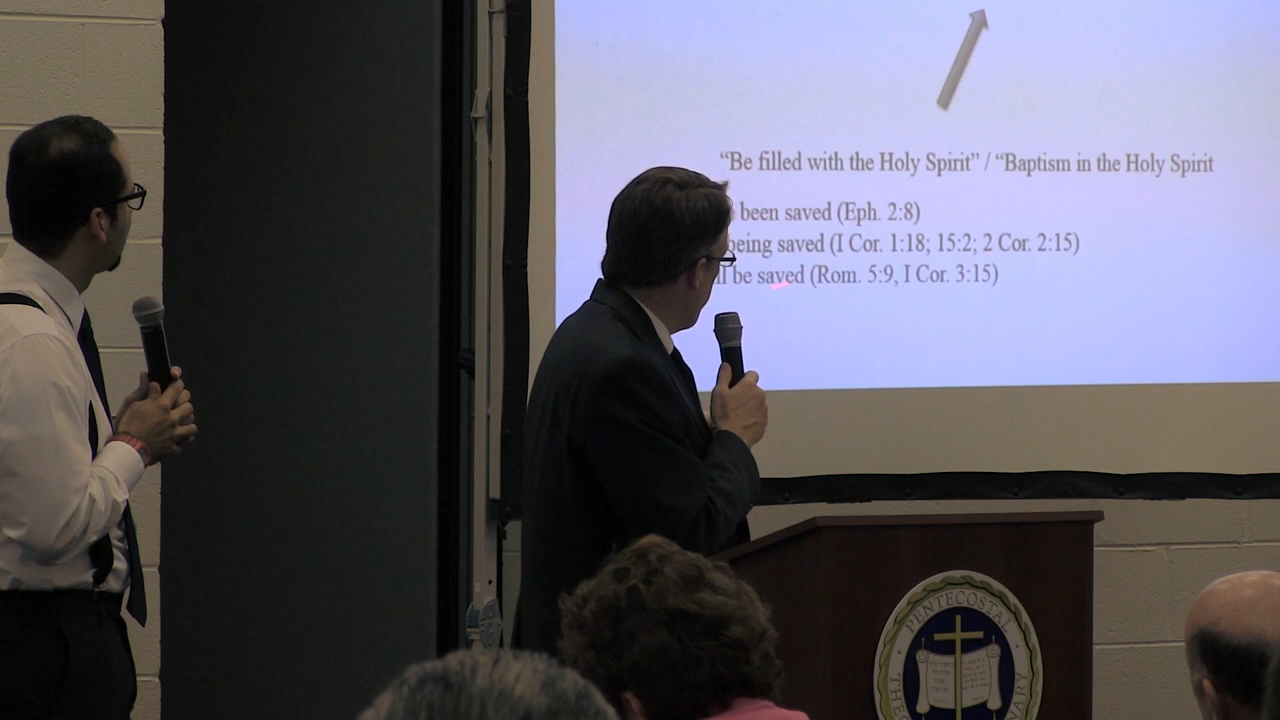 “Be filled with the Holy Spirit” / “Baptism in the Holy Spirit
been saved (Eph. 2:8)
being saved (I Cor. 1:18; 15:2; 2 Cor. 2:15)
be saved (Rom. 5:9, I Cor. 3:15)
PENTECOSTAL